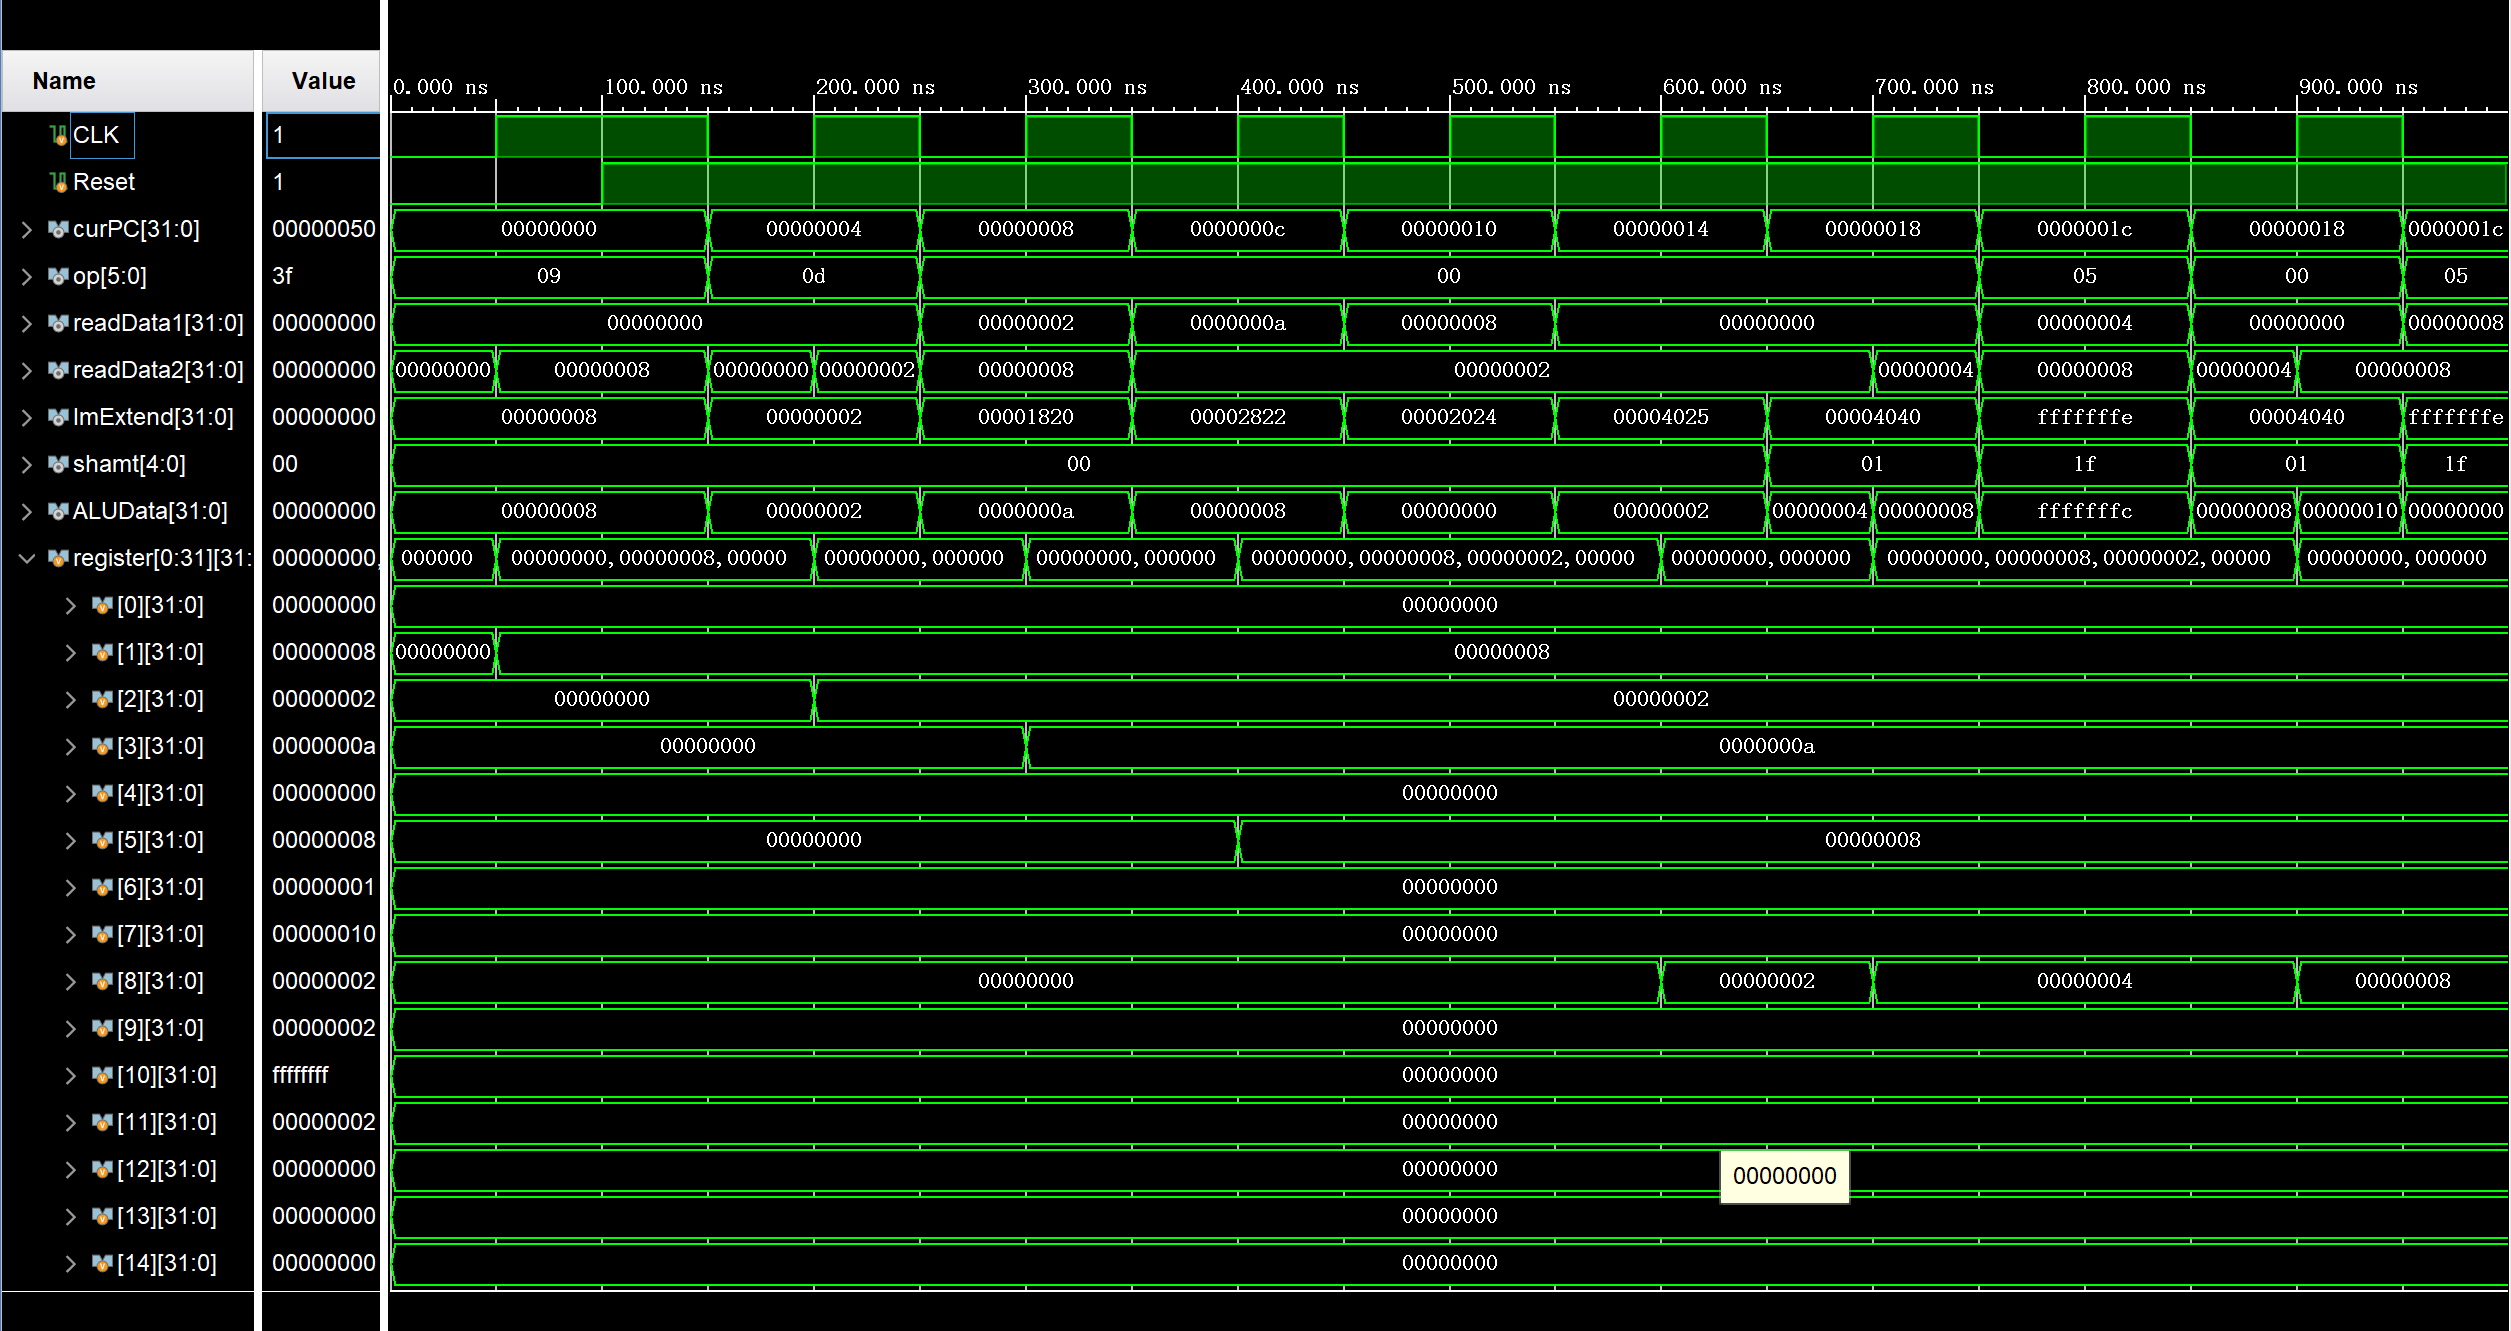 Name Value 0.000 ns 100.000 ns 200.000 ns 300.000 ns 400.000 ns 500.000 ns 600.000 ns 700.000 ns 800.000 ns 900.000 ns
CLK 1
Reset 1
curPC[31:0] 00000050 00000000 00000004 00000008 0000000c 00000010 00000014 00000018 0000001c 00000018 0000001c
op[5:0] 3f 09 0d 00 05 00 05
readData1[31:0] 00000000 00000000 00000002 0000000a 00000008 00000000 00000004 00000000 00000008
readData2[31:0] 00000000 00000000 00000008 00000000 00000002 00000008 00000002 00000004 00000008 00000004 00000008
ImExtend[31:0] 00000000 00000008 00000002 00001820 00002822 00002024 00004025 00004040 fffffffe 00004040 fffffffe
shamt[4:0] 00 00 01 1f 01 1f
ALUData[31:0] 00000000 00000008 00000002 0000000a 00000008 00000000 00000002 00000004 00000008 fffffffc 00000008 00000010 00000000
register[0:31][31: 00000000, 000000 00000000,00000008,00000 00000000,000000 00000000,000000 00000000,00000008,00000002,00000 00000000,000000 00000000,00000008,00000002,00000 00000000,000000
[0][31:0] 00000000 00000000
[1][31:0] 00000008 00000000 00000008
[2][31:0] 00000002 00000000 00000002
[3][31:0] 0000000a 00000000 0000000a
[4][31:0] 00000000 00000000
[5][31:0] 00000008 00000000 00000008
[6][31:0] 00000001 00000000
[7][31:0] 00000010 00000000
[8][31:0] 00000002 00000000 00000002 00000004 00000008
[9][31:0] 00000002 00000000
[10][31:0] ffffffff 00000000
[11][31:0] 00000002 00000000
[12][31:0] 00000000 00000000 00000000
[13][31:0] 00000000 00000000
[14][31:0] 00000000 00000000